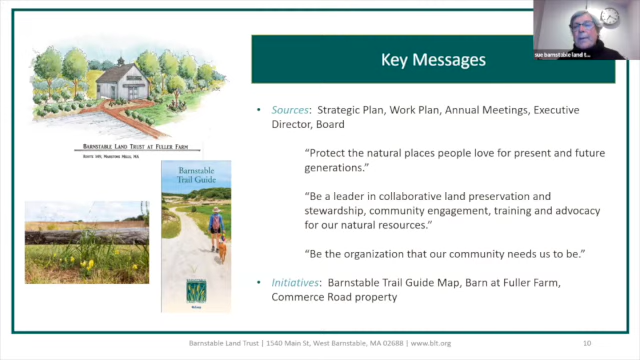 Key Messages
sue barnstable land t...
• Sources: Strategic Plan, Work Plan, Annual Meetings, Executive
Director, Board
"Protect the natural places people love for present and future
generations."
"Be a leader in collaborative land preservation and
stewardship, community engagement, training and advocacy
for our natural resources."
"Be the organization that our community needs us to be."
• Initiatives: Barnstable Trail Guide Map, Barn at Fuller Farm,
Commerce Road property
BARNSTABLE LAND TRUST AT FULLER FARM
Barnstable
Trail Guide
Barnstable Land Trust | 1540 Main St, West Barnstable, MA 02688 | www.blt.org
10